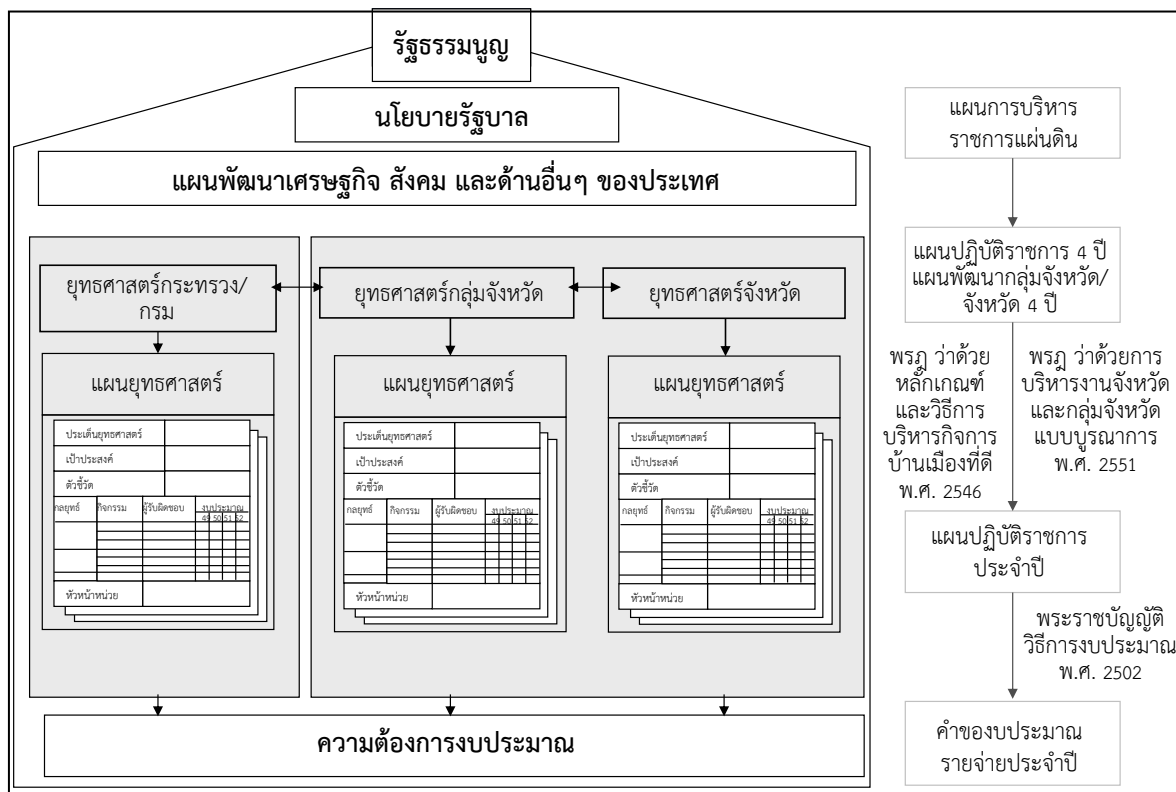 รัฐธรรมนูญ
นโยบายรัฐบาล
แผนพัฒนาเศรษฐกิจ สังคม และด้านอื่นๆ ของประเทศ
ยุทธศาสตร์กระทรวง/
กรม
ยุทธศาสตร์กลุ่มจังหวัด
ยุทธศาสตร์จังหวัด
แผนยุทธศาสตร์
ประเด็นยุทธศาสตร์
เป้าประสงค์
ตัวชี้วัด
กลยุทธ์ กิจกรรม ผู้รับผิดชอบ งบประมาณ
49 50 51 52
หัวหน้าหน่วย
แผนยุทธศาสตร์
ประเด็นยุทธศาสตร์
เป้าประสงค์
ตัวชี้วัด
กลยุทธ์ กิจกรรม ผู้รับผิดชอบ งบประมาณ
49 50 51 52
หัวหน้าหน่วย
แผนยุทธศาสตร์
ประเด็นยุทธศาสตร์
เป้าประสงค์
ตัวชี้วัด
กลยุทธ์ กิจกรรม ผู้รับผิดชอบ งบประมาณ
49 50 51 52
หัวหน้าหน่วย
ความต้องการงบประมาณ
แผนการบริหาร
ราชการแผ่นดิน
แผนปฏิบัติราชการ 4 ปี
แผนพัฒนากลุ่มจังหวัด/
จังหวัด 4 ปี
พรฎ ว่าด้วย
หลักเกณฑ์
และวิธีการ
บริหารกิจการ
บ้านเมืองที่ดี
พ.ศ. 2546
พรฎ ว่าด้วยการ
บริหารงานจังหวัด
และกลุ่มจังหวัด
แบบบูรณาการ
พ.ศ. 2551
แผนปฏิบัติราชการ
ประจำปี
พระราชบัญญัติ
วิธีการงบประมาณ
พ.ศ. 2502
คำของบประมาณ
รายจ่ายประจำปี